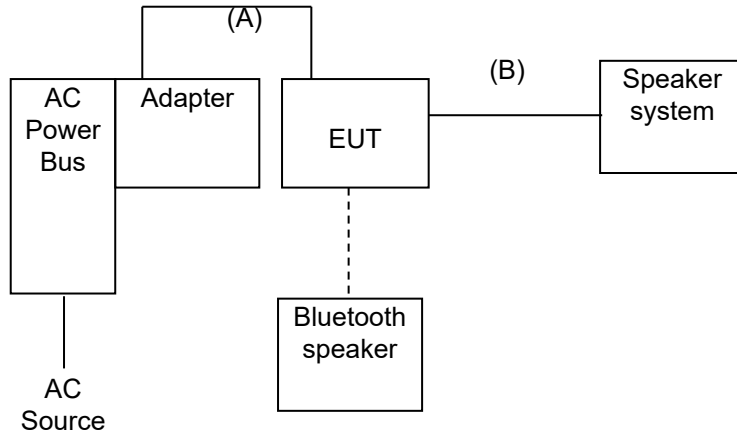 (A)
(B)
AC
Power
Bus
Adapter
EUT
Speaker
system
Bluetooth
speaker
AC
Source